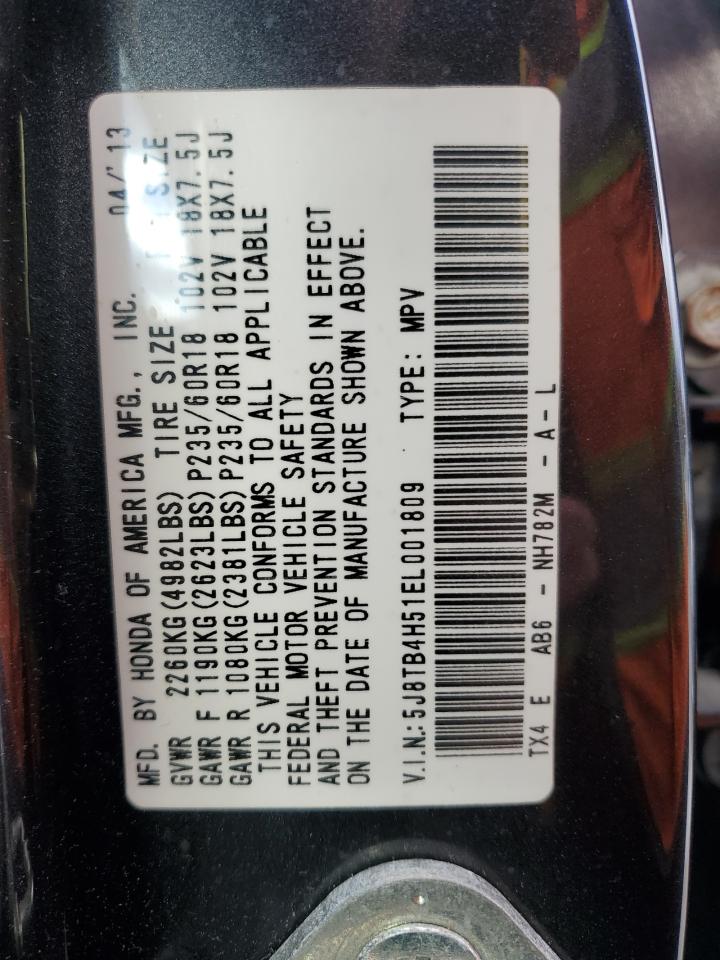 MFD. BY HONDA OF AMERICA MFG., INC. 04/'13
GVWR 2260KG(4982LBS) TIRE SIZE SIZE
GAWR F 1190KG(2623LBS) P235/60R18 102V 18X7.5J
GAWR R 1080KG(2381LBS) P235/60R18 102V 18X7.5J
THIS VEHICLE CONFORMS TO ALL APPLICABLE
FEDERAL MOTOR VEHICLE SAFETY
AND THEFT PREVENTION STANDARDS IN EFFECT
ON THE DATE OF MANUFACTURE SHOWN ABOVE.
V.I.N.: 5J8TB4H51EL001809 TYPE: MPV
TX4 E AB6 - NH782M - A - L